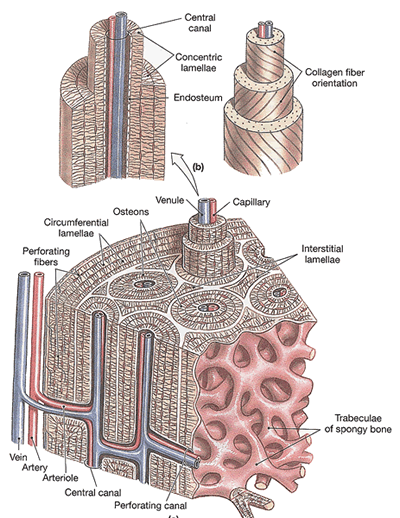 Central
canal
Concentric
lamellae
Endosteum
Collagen fiber
orientation
(b)
Venule
Capillary
Osteons
Circumferential
lamellae
Perforating
fibers
Interstitial
lamellae
Trabeculae
of spongy bone
Vein
Artery
Arteriole
Central canal
Perforating canal